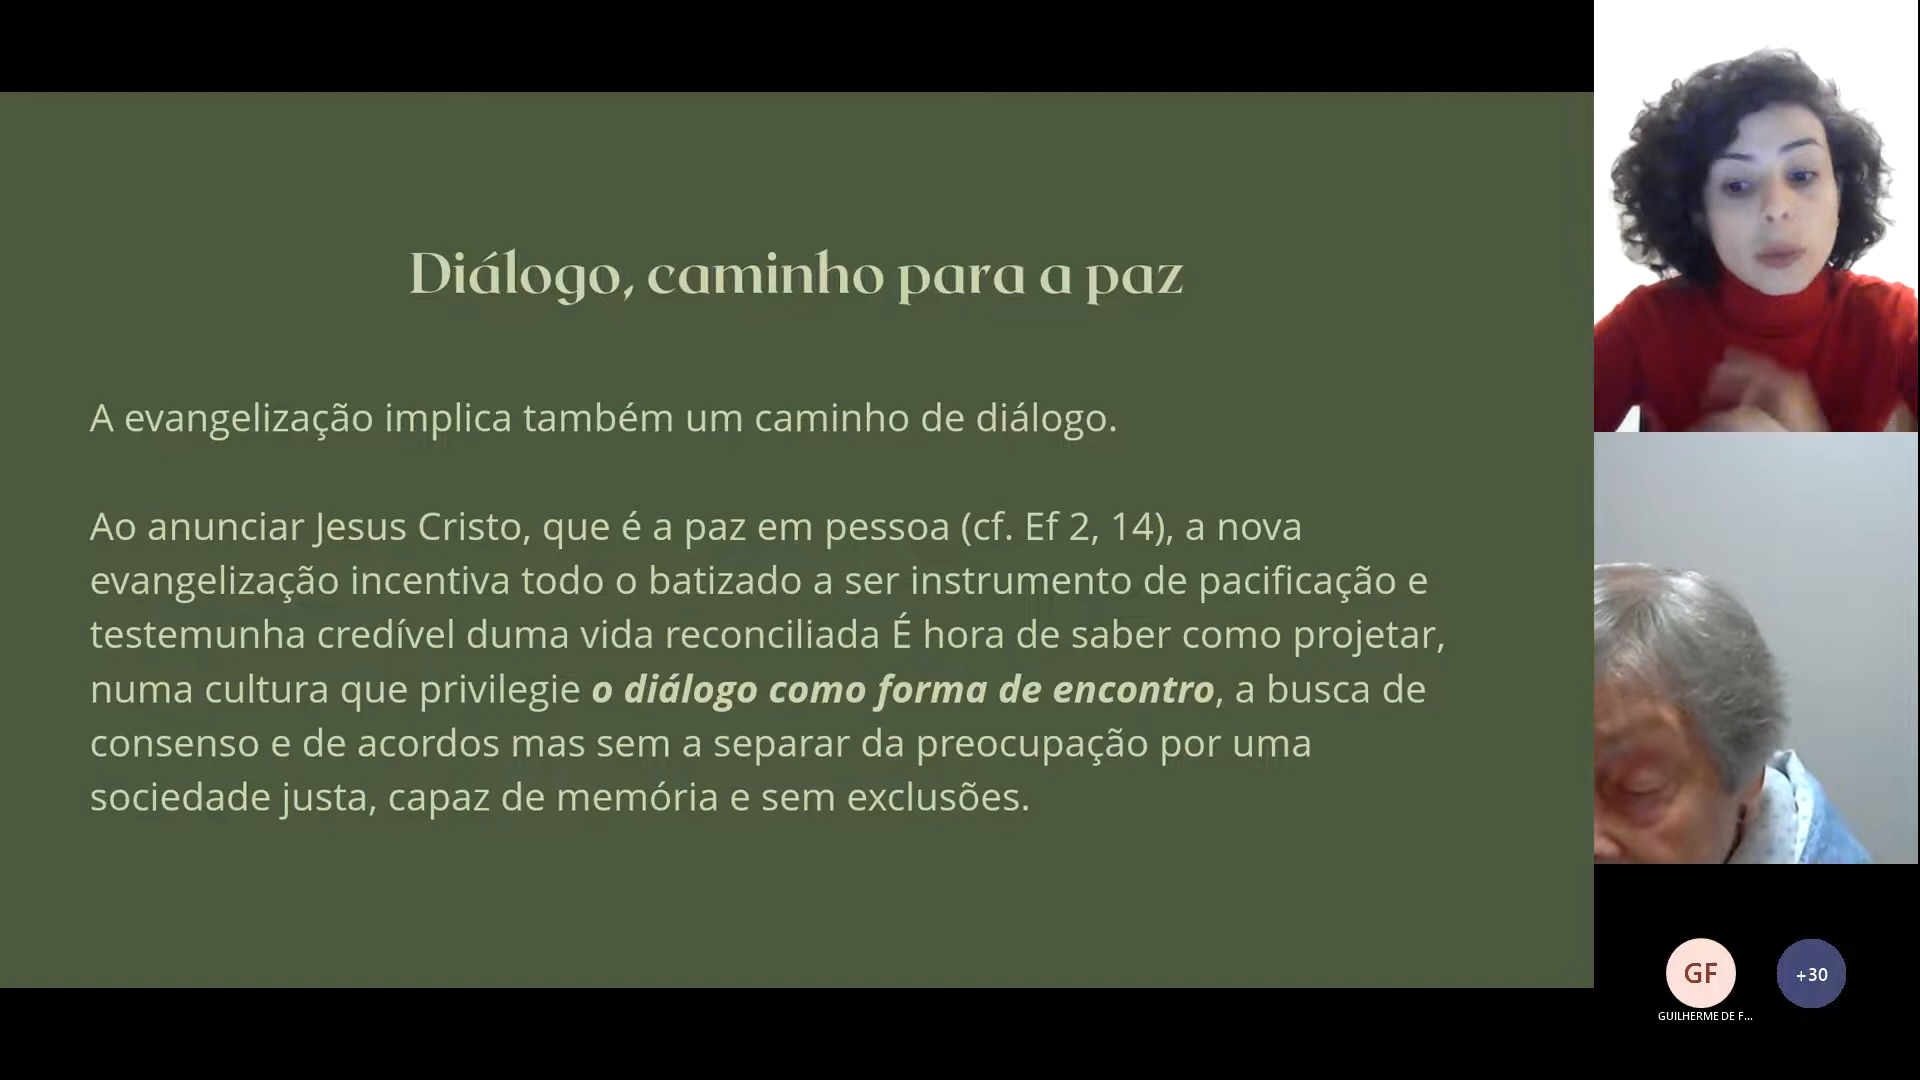 Diálogo, caminho para a paz
A evangelização implica também um caminho de diálogo.
Ao anunciar Jesus Cristo, que é a paz em pessoa (cf. Ef 2, 14), a nova
evangelização incentiva todo o batizado a ser instrumento de pacificação e
testemunha credível duma vida reconciliada É hora de saber como projetar,
numa cultura que privilegie o diálogo como forma de encontro, a busca de
consenso e de acordos mas sem a separar da preocupação por uma
sociedade justa, capaz de memória e sem exclusões.
GF
+30
GUILHERME DE F...